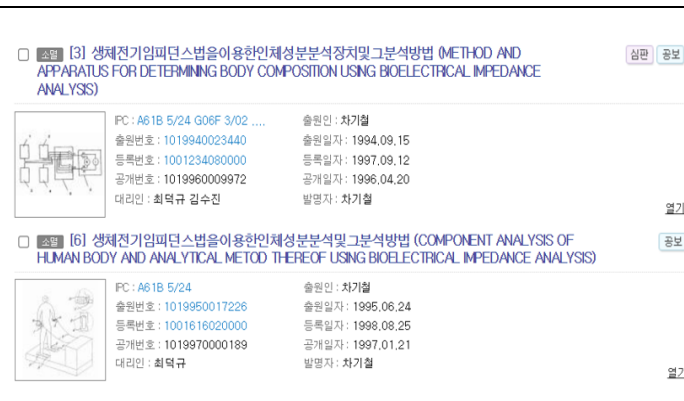 소멸 [3] 생체전기임피던스법을이용한인체성분분석장치및그분석방법 (METHOD AND
APPARATUS FOR DETERMINING BODY COMPOSITION USING BIOELECTRICAL IMPEDANCE
ANALYSIS)
심판 공보
IPC : A61B 5/24 G06F 3/02 ....
출원인 : 차기철
출원번호 : 1019940023440
출원일자 : 1994.09.15
등록번호 : 1001234080000
등록일자 : 1997.09.12
공개번호 : 1019960009972
공개일자 : 1996.04.20
대리인 : 최덕규 김수진
발명자 : 차기철
열기
소멸 [6] 생체전기임피던스법을이용한인체성분분석및그분석방법 (COMPONENT ANALYSIS OF
HUMAN BODY AND ANALYTICAL METOD THEREOF USING BIOELECTRICAL IMPEDANCE ANALYSIS)
공보
IPC : A61B 5/24
출원인 : 차기철
출원번호 : 1019950017226
출원일자 : 1995.06.24
등록번호 : 1001616020000
등록일자 : 1998.08.25
공개번호 : 1019970000189
공개일자 : 1997.01.21
대리인 : 최덕규
발명자 : 차기철
열기